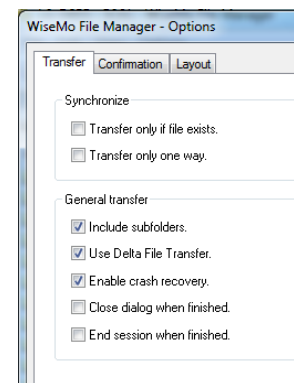 WiseMo File Manager - Options
Transfer Confirmation Layout
Synchronize
Transfer only if file exists.
Transfer only one way.
General transfer
Include subfolders.
Use Delta File Transfer.
Enable crash recovery.
Close dialog when finished.
End session when finished.